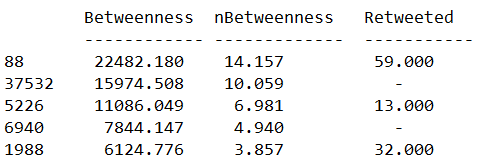 Betweenness nBetweenness Retweeted
------------ ------------- -----------
88 22482.180 14.157 59.000
37532 15974.508 10.059 -
5226 11086.049 6.981 13.000
6940 7844.147 4.940 -
1988 6124.776 3.857 32.000